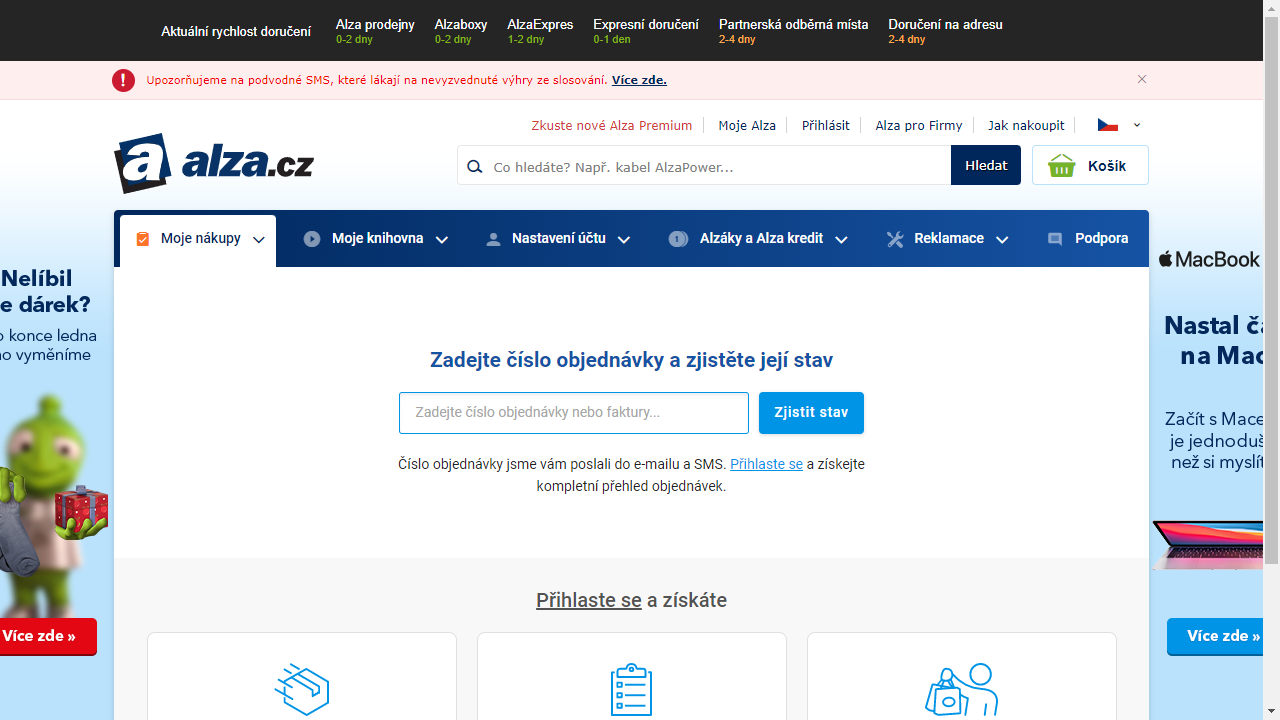 Aktuální rychlost doručení
Alza prodejny
0-2 dny
Alzaboxy
0-2 dny
AlzaExpres
1-2 dny
Expresní doručení
0-1 den
Partnerská odběrná místa
2-4 dny
Doručení na adresu
2-4 dny
Upozorňujeme na podvodné SMS, které lákají na nevyzvednuté výhry ze slosování. Více zde.
Zkuste nové Alza Premium
Moje Alza
Přihlásit
Alza pro Firmy
Jak nakoupit
a alza.cz
Co hledáte? Např. kabel AlzaPower...
Hledat
Košík
Moje nákupy
Moje knihovna
Nastavení účtu
Alzáky a Alza kredit
Reklamace
Podpora
Nelíbil
e dárek?
o konce ledna
no vyměníme
Více zde »
Zadejte číslo objednávky a zjistěte její stav
Zadejte číslo objednávky nebo faktury...
Zjistit stav
Číslo objednávky jsme vám poslali do e-mailu a SMS. Přihlaste se a získejte
kompletní přehled objednávek.
Přihlaste se a získáte
MacBook
Nastal ča
na Mac
Začít s Mace
je jednoduš
než si myslít
Více zde »